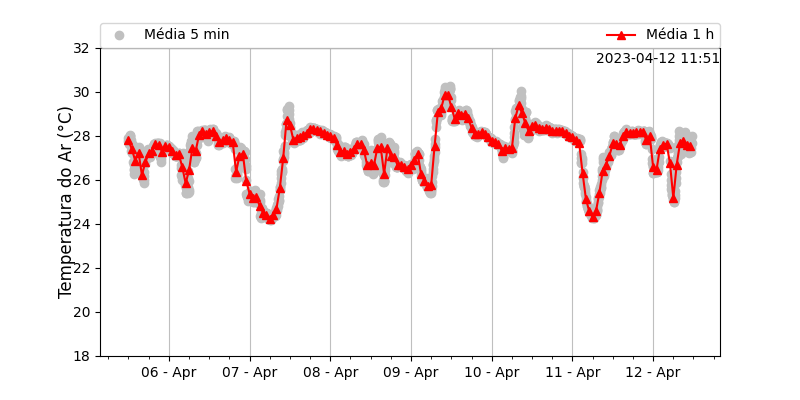 Média 5 min
Média 1 h
2023-04-12 11:51
Temperatura do Ar (°C)
32
30
28
26
24
22
20
18
06 - Apr
07 - Apr
08 - Apr
09 - Apr
10 - Apr
11 - Apr
12 - Apr